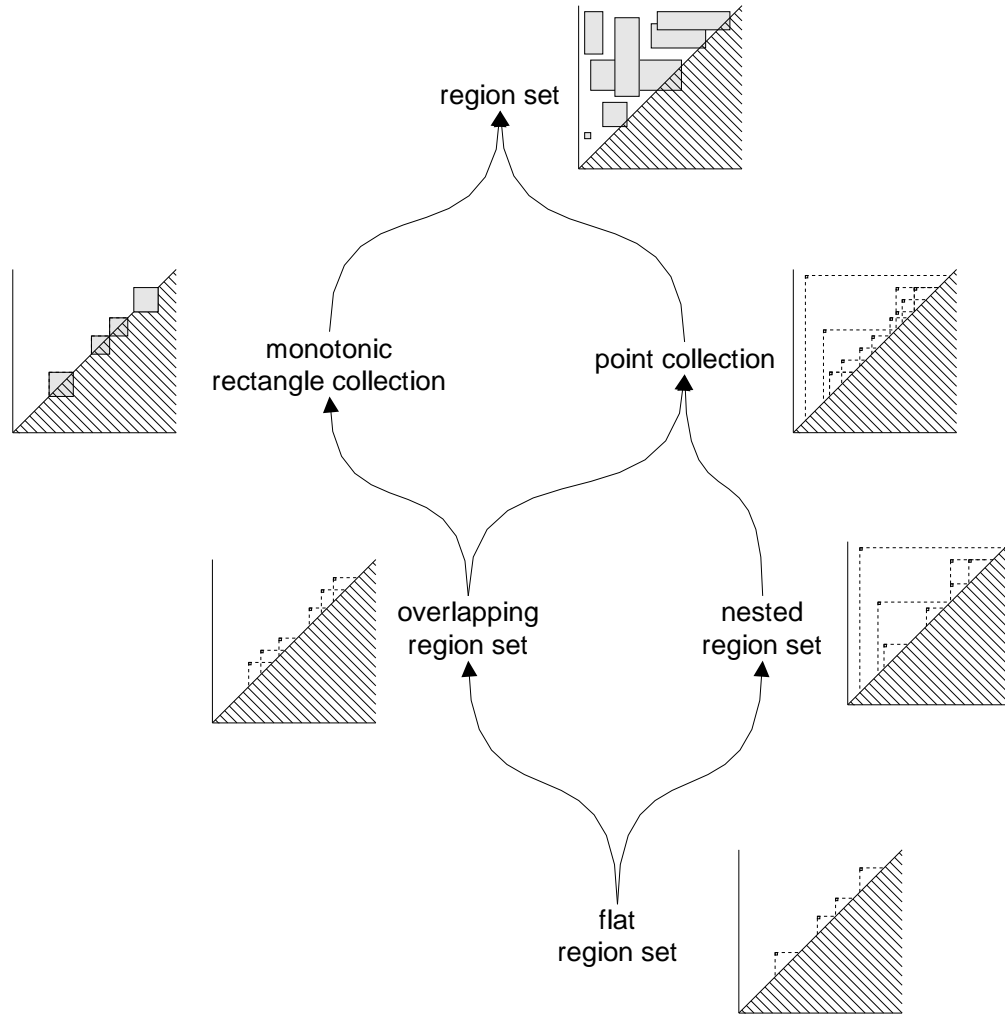 region set
monotonic
rectangle collection
point collection
overlapping
region set
nested
region set
flat
region set